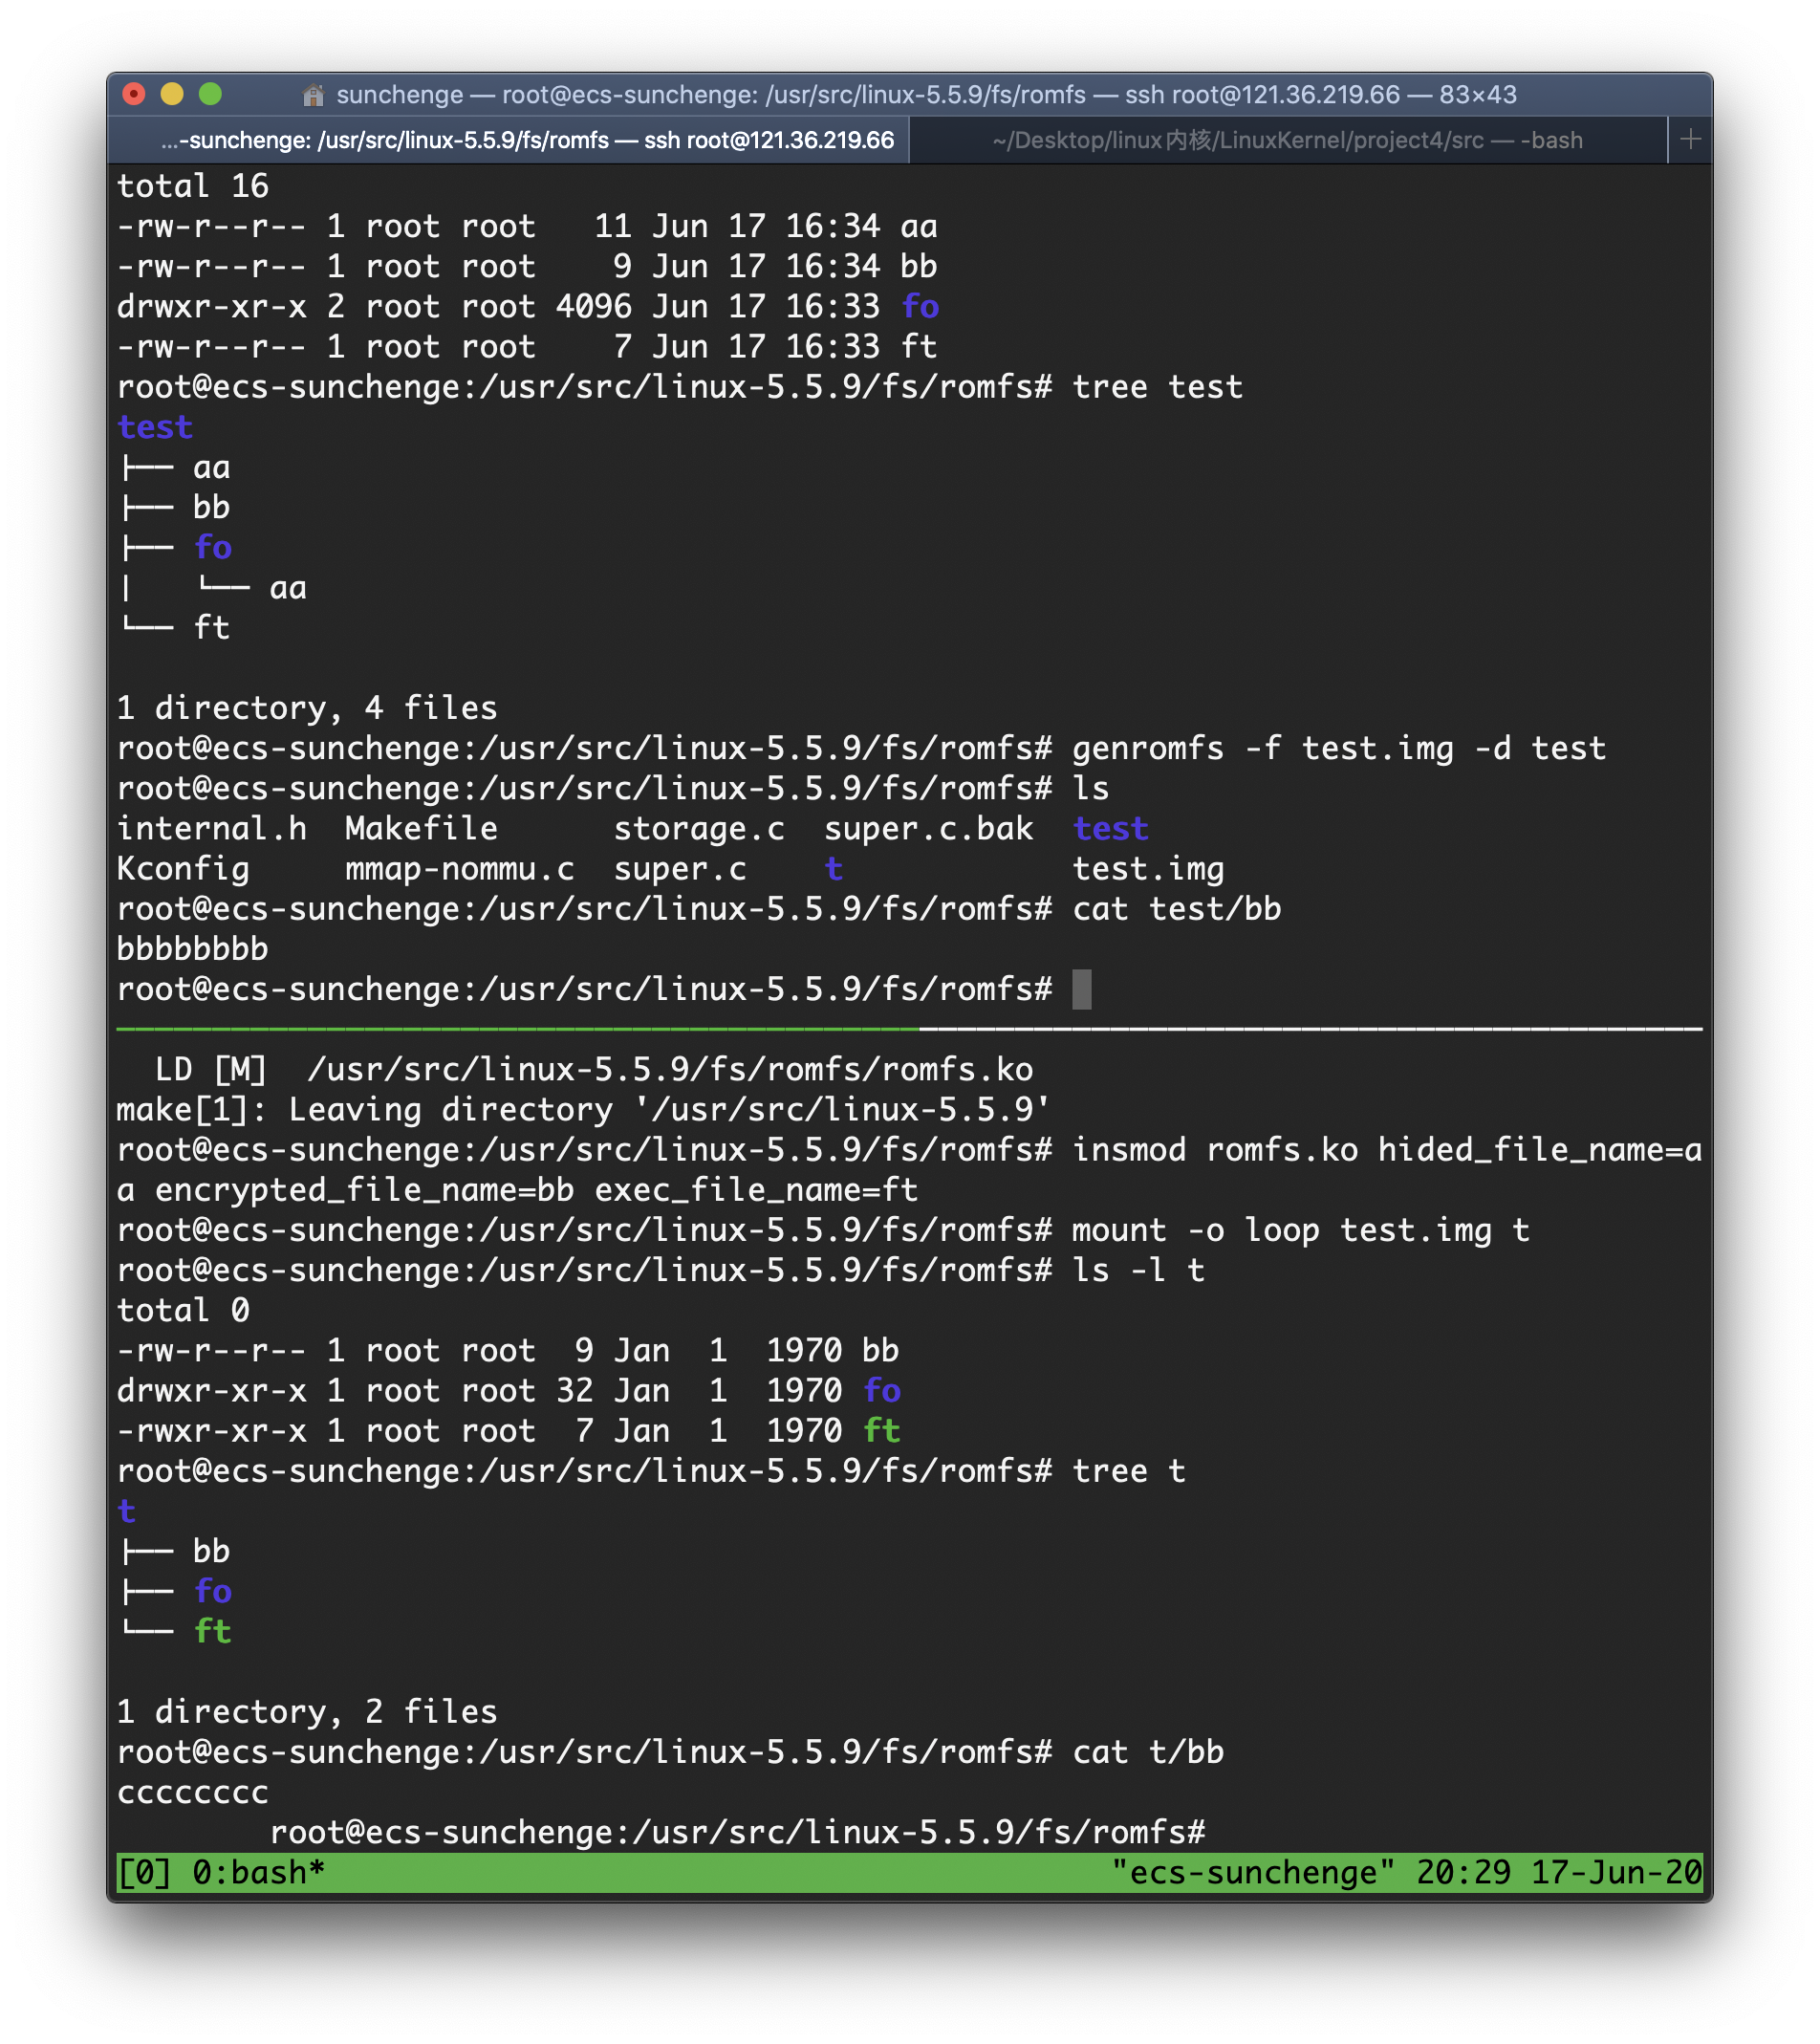 sunchenge — root@ecs-sunchenge: /usr/src/linux-5.5.9/fs/romfs — ssh root@121.36.219.66 — 83×43
...-sunchenge: /usr/src/linux-5.5.9/fs/romfs — ssh root@121.36.219.66
~/Desktop/linux内核/LinuxKernel/project4/src — -bash
total 16
-rw-r--r-- 1 root root   11 Jun 17 16:34 aa
-rw-r--r-- 1 root root    9 Jun 17 16:34 bb
drwxr-xr-x 2 root root 4096 Jun 17 16:33 fo
-rw-r--r-- 1 root root    7 Jun 17 16:33 ft
root@ecs-sunchenge:/usr/src/linux-5.5.9/fs/romfs# tree test
test
├── aa
├── bb
├── fo
│   └── aa
└── ft
1 directory, 4 files
root@ecs-sunchenge:/usr/src/linux-5.5.9/fs/romfs# genromfs -f test.img -d test
root@ecs-sunchenge:/usr/src/linux-5.5.9/fs/romfs# ls
internal.h  Makefile      storage.c  super.c.bak  test
Kconfig     mmap-nommu.c  super.c    t            test.img
root@ecs-sunchenge:/usr/src/linux-5.5.9/fs/romfs# cat test/bb
bbbbbbbb
root@ecs-sunchenge:/usr/src/linux-5.5.9/fs/romfs#
  LD [M]  /usr/src/linux-5.5.9/fs/romfs/romfs.ko
make[1]: Leaving directory '/usr/src/linux-5.5.9'
root@ecs-sunchenge:/usr/src/linux-5.5.9/fs/romfs# insmod romfs.ko hided_file_name=a
a encrypted_file_name=bb exec_file_name=ft
root@ecs-sunchenge:/usr/src/linux-5.5.9/fs/romfs# mount -o loop test.img t
root@ecs-sunchenge:/usr/src/linux-5.5.9/fs/romfs# ls -l t
total 0
-rw-r--r-- 1 root root  9 Jan  1  1970 bb
drwxr-xr-x 1 root root 32 Jan  1  1970 fo
-rwxr-xr-x 1 root root  7 Jan  1  1970 ft
root@ecs-sunchenge:/usr/src/linux-5.5.9/fs/romfs# tree t
t
├── bb
├── fo
└── ft
1 directory, 2 files
root@ecs-sunchenge:/usr/src/linux-5.5.9/fs/romfs# cat t/bb
cccccccc
        root@ecs-sunchenge:/usr/src/linux-5.5.9/fs/romfs#
[0] 0:bash* "ecs-sunchenge" 20:29 17-Jun-20